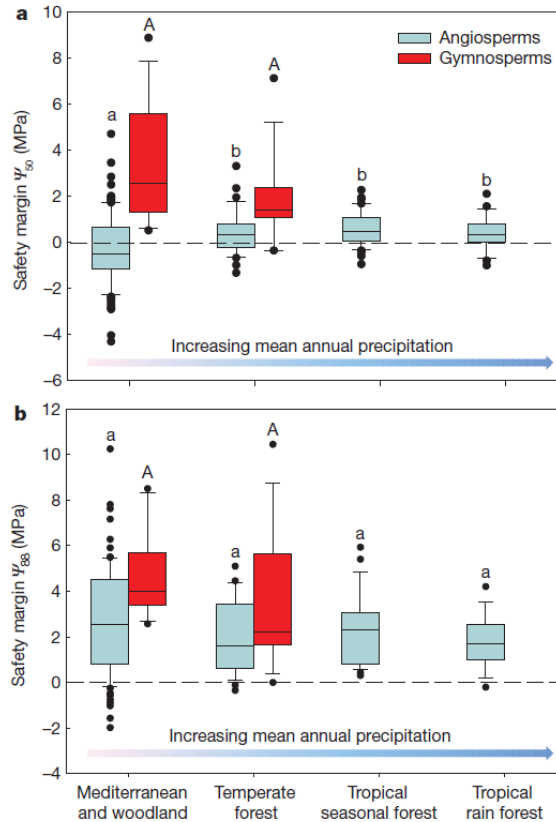 a
10
8
6
4
2
0
−2
−4
−6
Safety margin Ψ50 (MPa)
Angiosperms
Gymnosperms
a
A
b
A
b
b
Increasing mean annual precipitation
b
12
10
8
6
4
2
0
−2
−4
Safety margin Ψ88 (MPa)
a
A
a
A
a
a
Increasing mean annual precipitation
Mediterranean
and woodland
Temperate
forest
Tropical
seasonal forest
Tropical
rain forest